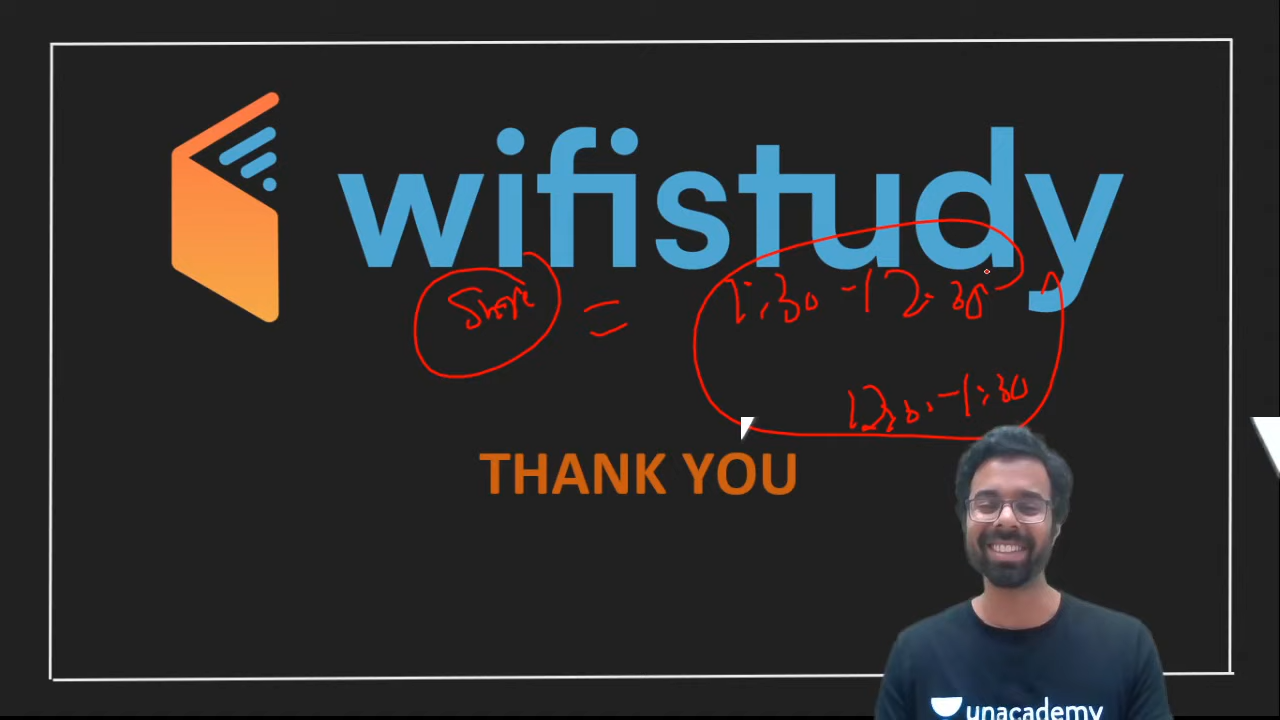 wifistudy
Share =
1:30 - 12:30
12:30 - 1:30
THANK YOU
unacademy